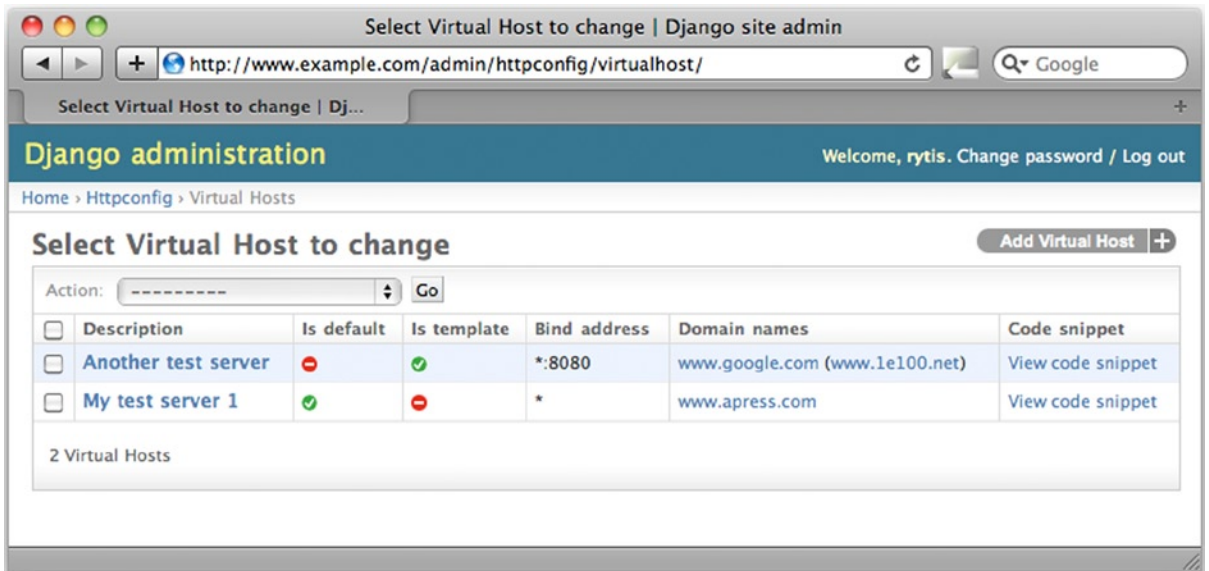 Select Virtual Host to change | Django site admin
http://www.example.com/admin/httpconfig/virtualhost/ Google
Select Virtual Host to change | Dj...
Django administration Welcome, rytis. Change password / Log out
Home › Httpconfig › Virtual Hosts
Select Virtual Host to change Add Virtual Host +
Action: --------- Go
Description Is default Is template Bind address Domain names Code snippet
Another test server *:8080 www.google.com (www.1e100.net) View code snippet
My test server 1 * www.apress.com View code snippet
2 Virtual Hosts